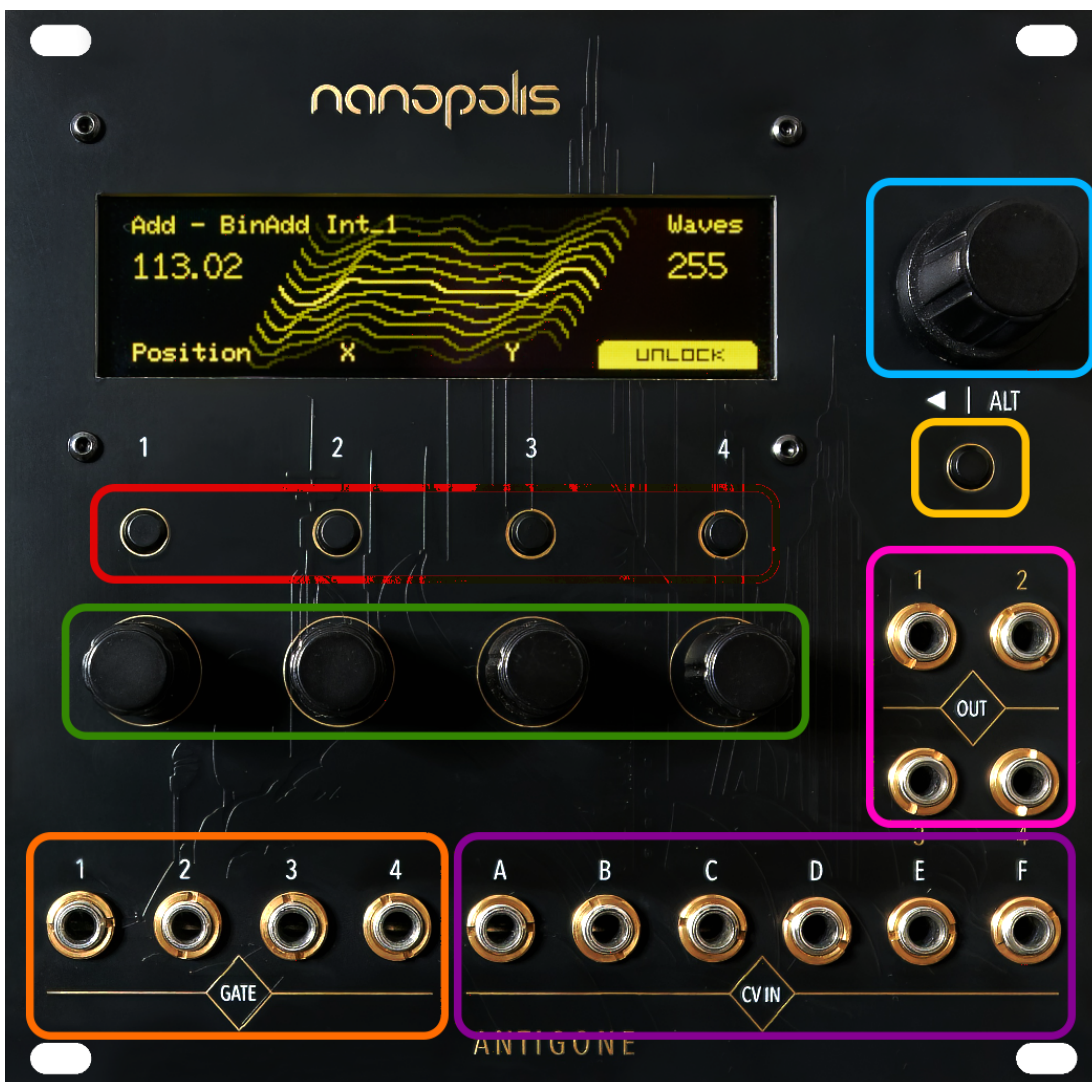 nanopolis
Add - BinAdd Int_1 Waves
113.02 255
Position X Y UNLOCK
◀ | ALT
1 2 3 4
1 2
OUT
3 4
1 2 3 4 A B C D E F
GATE CV IN
ANTIGONE